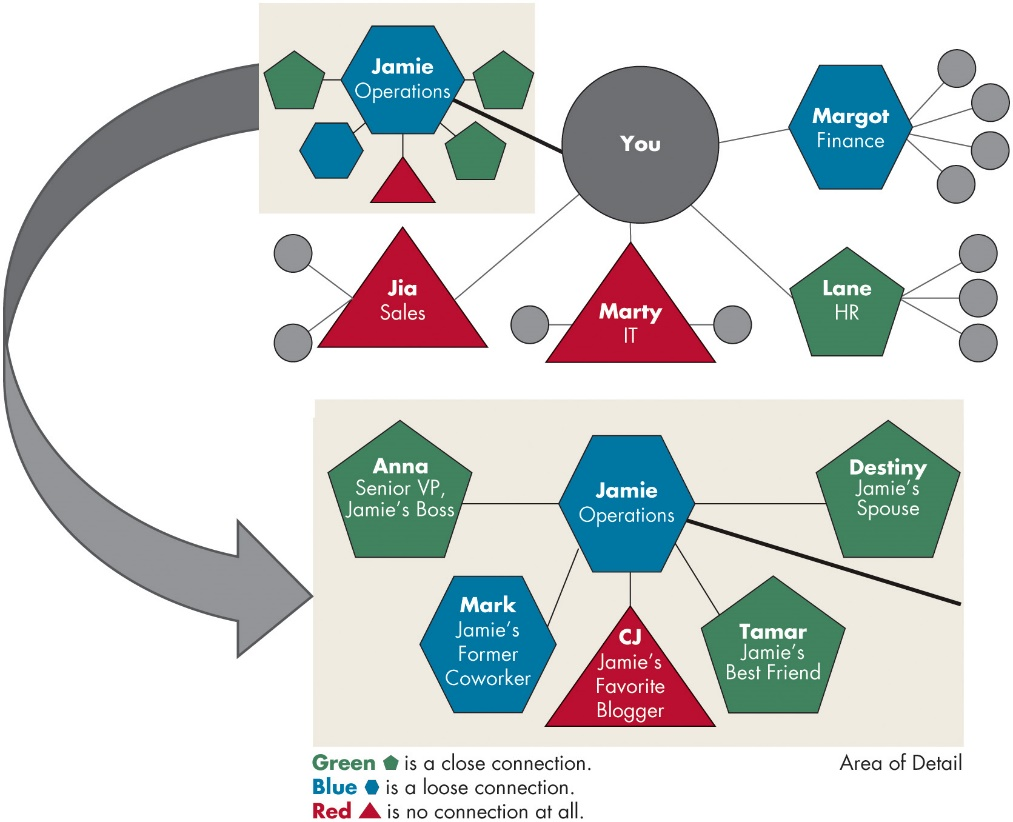 Jamie
Operations
You
Margot
Finance
Jia
Sales
Marty
IT
Lane
HR
Anna
Senior VP,
Jamie's Boss
Jamie
Operations
Destiny
Jamie's
Spouse
Mark
Jamie's
Former
Coworker
CJ
Jamie's
Favorite
Blogger
Tamar
Jamie's
Best Friend
Green is a close connection.
Blue is a loose connection.
Red is no connection at all.
Area of Detail